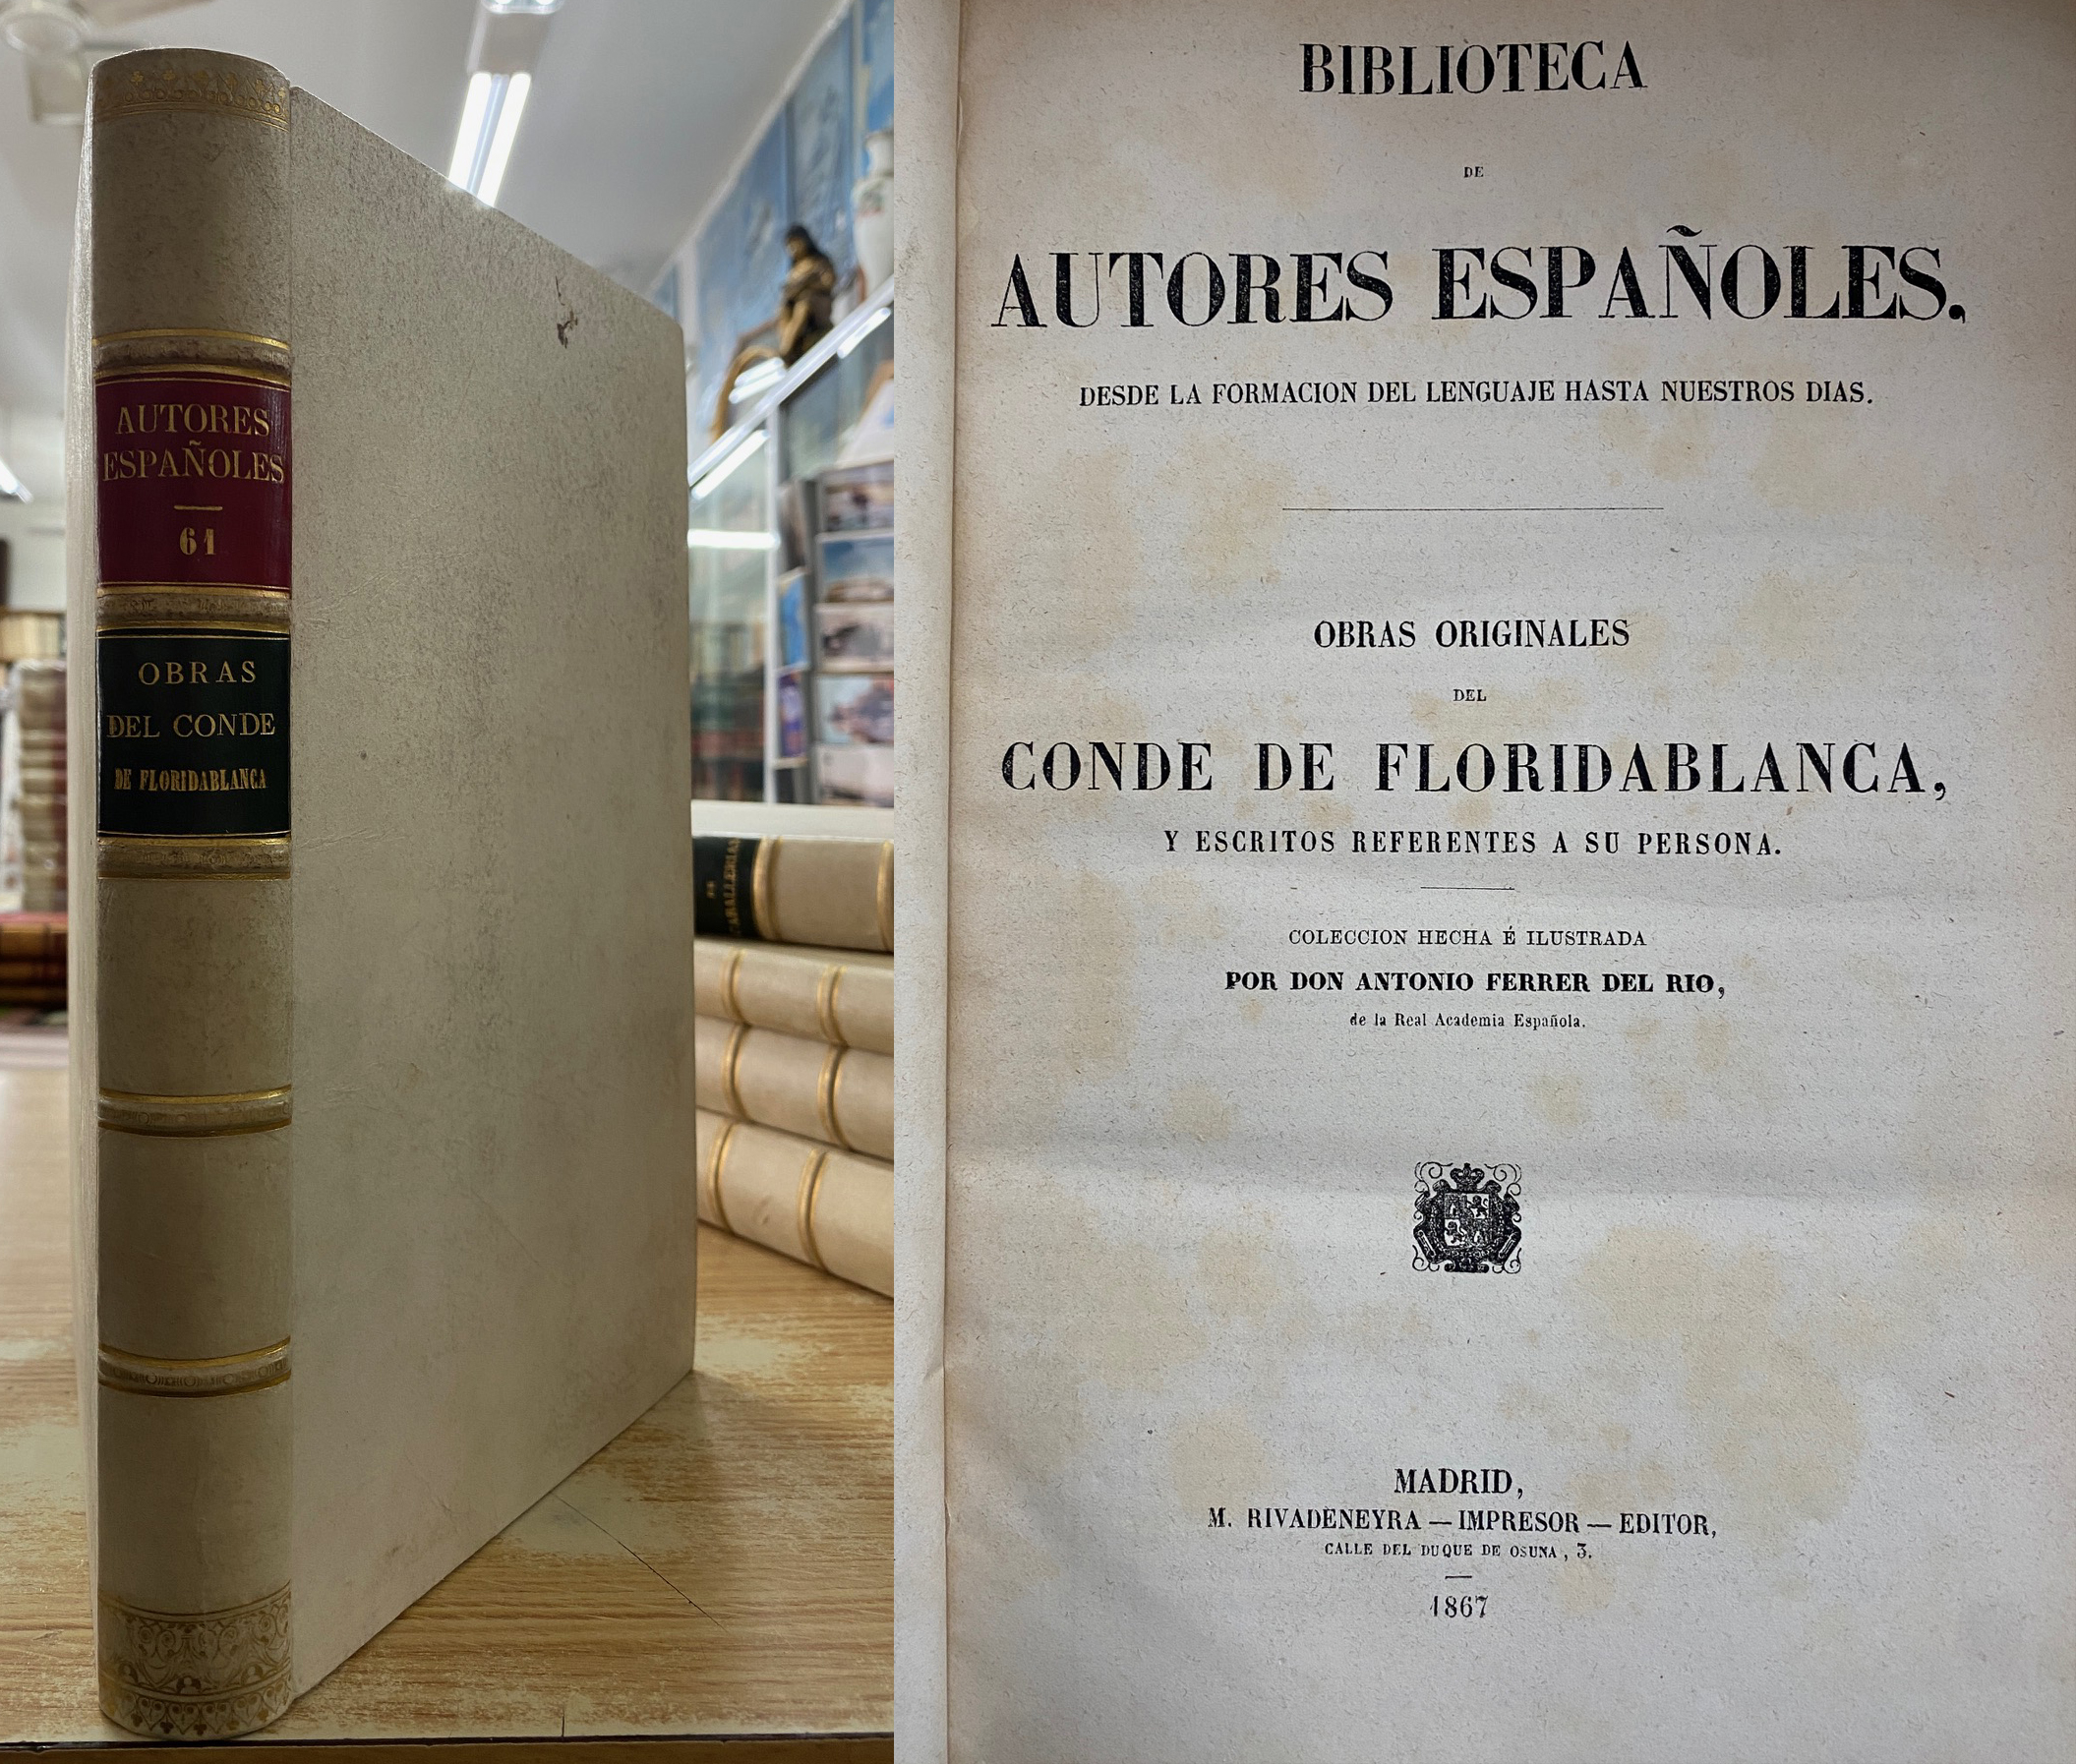 AUTORES
ESPAÑOLES
61
OBRAS
DEL CONDE
DE FLORIDABLANCA
BIBLIOTECA
DE
AUTORES ESPAÑOLES,
DESDE LA FORMACION DEL LENGUAJE HASTA NUESTROS DIAS.
OBRAS ORIGINALES
DEL
CONDE DE FLORIDABLANCA,
Y ESCRITOS REFERENTES A SU PERSONA.
COLECCION HECHA É ILUSTRADA
POR DON ANTONIO FERRER DEL RIO,
de la Real Academia Española.
MADRID,
M. RIVADENEYRA — IMPRESOR — EDITOR,
CALLE DEL DUQUE DE OSUNA, 3.
1867